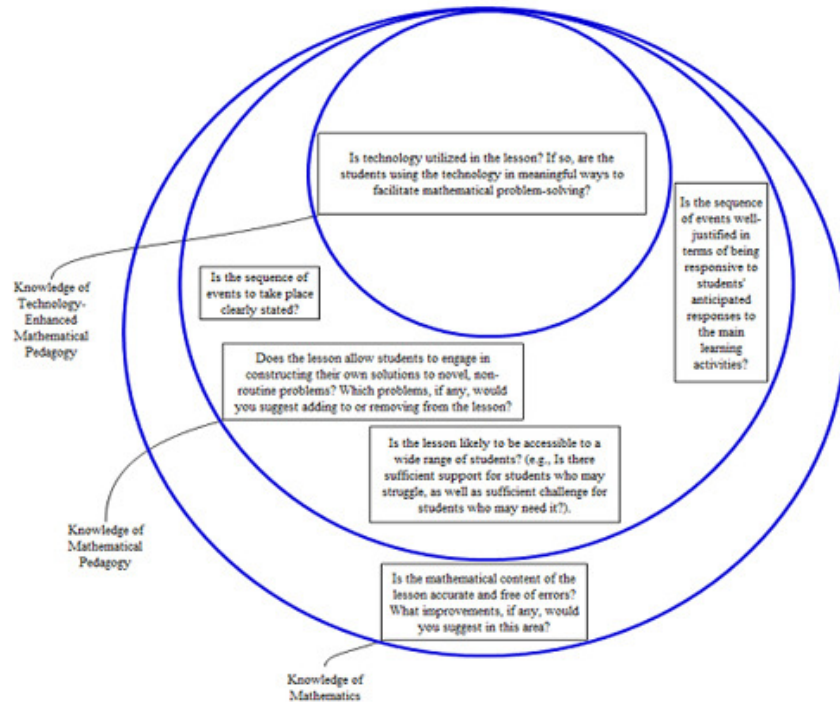 Is technology utilized in the lesson? If so, are the
students using the technology in meaningful ways to
facilitate mathematical problem-solving?
Is the sequence
of events well-
justified in
terms of being
responsive to
students'
anticipated
responses to
the main
learning
activities?
Is the sequence of
events to take place
clearly stated?
Knowledge of
Technology-
Enhanced
Mathematical
Pedagogy
Does the lesson allow students to engage in
constructing their own solutions to novel, non-
routine problems? Which problems, if any, would
you suggest adding to or removing from the lesson?
Is the lesson likely to be accessible to a
wide range of students? (e.g., Is there
sufficient support for students who may
struggle, as well as sufficient challenge for
students who may need it?).
Knowledge of
Mathematical
Pedagogy
Is the mathematical content of the
lesson accurate and free of errors?
What improvements, if any, would
you suggest in this area?
Knowledge of
Mathematics